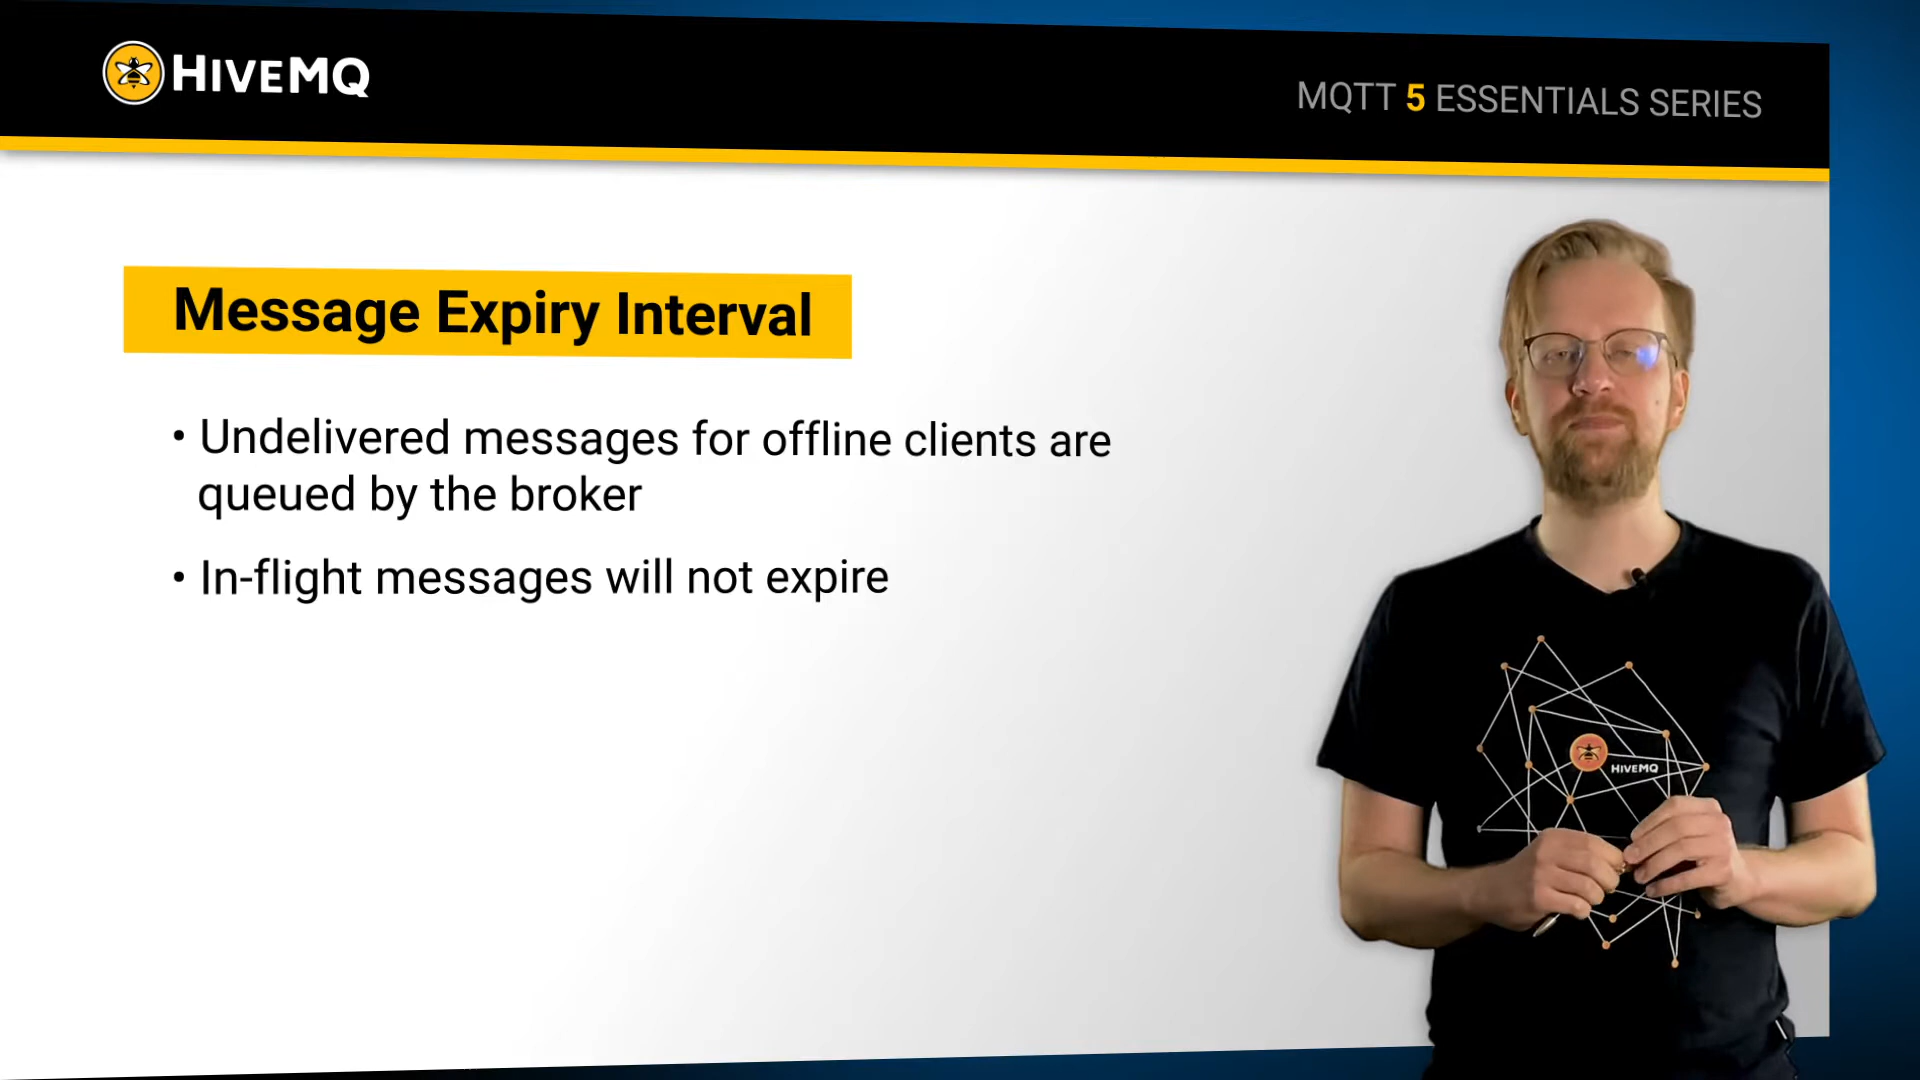 HIVEMQ
MQTT 5 ESSENTIALS SERIES
Message Expiry Interval
• Undelivered messages for offline clients are
queued by the broker
• In-flight messages will not expire
HIVEMQ